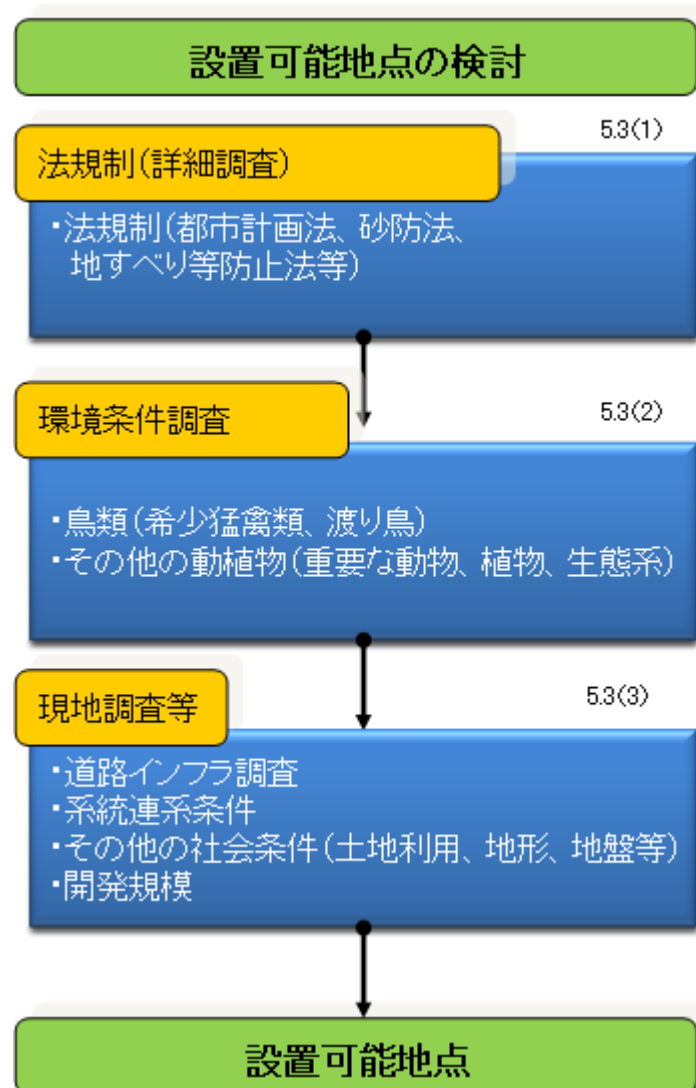 設置可能地点の検討
5.3(1)
法規制(詳細調査)
・法規制(都市計画法、砂防法、
地すべり等防止法等)
5.3(2)
環境条件調査
・鳥類(希少猛禽類、渡り鳥)
・その他の動植物(重要な動物、植物、生態系)
5.3(3)
現地調査等
・道路インフラ調査
・系統連系条件
・その他の社会条件(土地利用、地形、地盤等)
・開発規模
設置可能地点